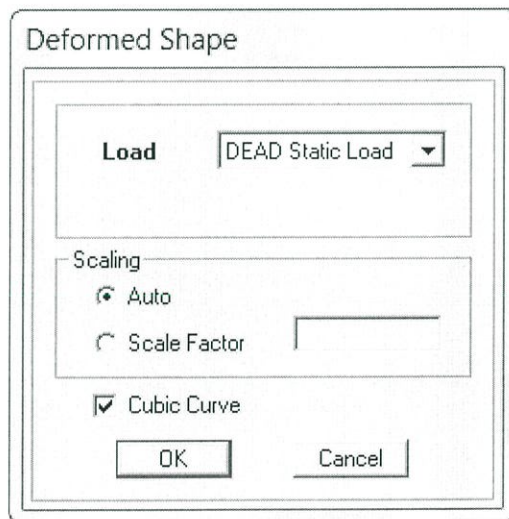 Deformed Shape
Load DEAD Static Load
Scaling
Auto
Scale Factor
Cubic Curve
OK Cancel